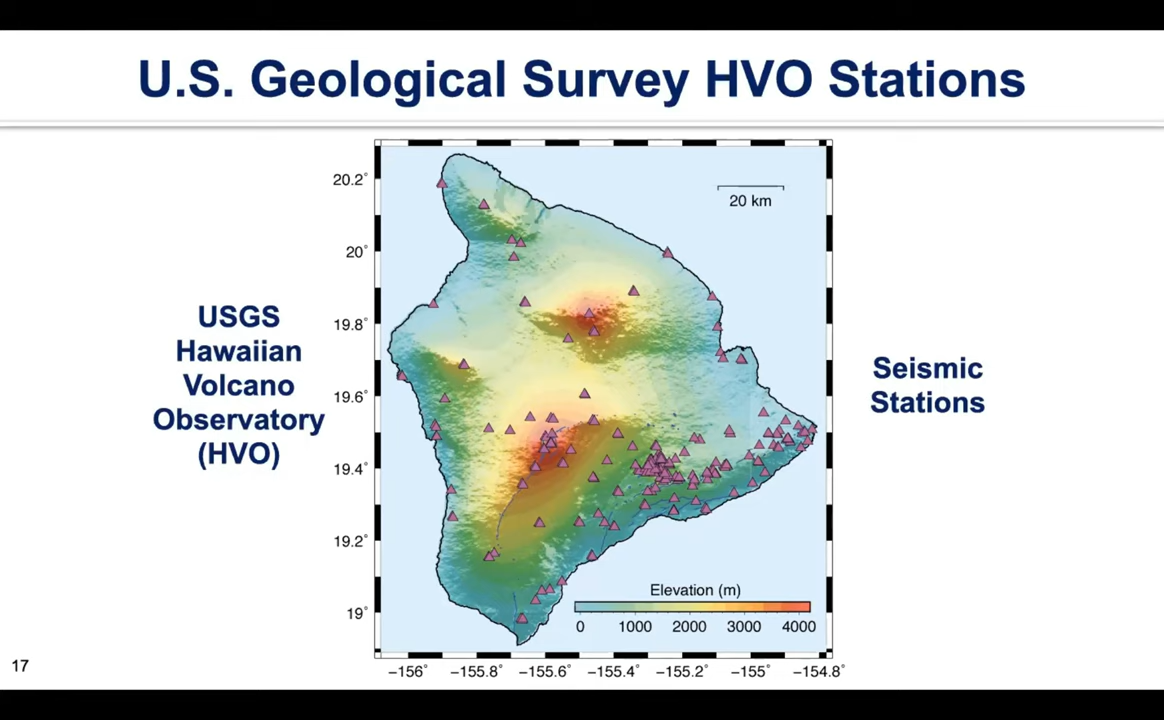 U.S. Geological Survey HVO Stations
USGS
Hawaiian
Volcano
Observatory
(HVO)
20.2°
20°
19.8°
19.6°
19.4°
19.2°
19°
20 km
Elevation (m)
0 1000 2000 3000 4000
−156° −155.8° −155.6° −155.4° −155.2° −155° −154.8°
Seismic
Stations
17